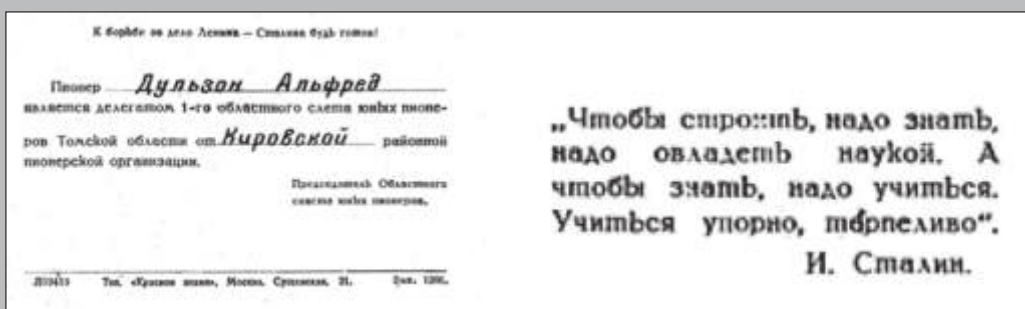 К борьбе за дело Ленина – Сталина будь готов!
Пионер Дульзон Альфред
является делегатом 1-го областного слета юных пионе-
ров Томской области от Кировской районной
пионерской организации.
Председатель Областного
совета юных пионеров.
Тип. «Красное знамя», Москва, Сущевская, 21.
„Чтобы строить, надо знать,
надо овладеть наукой. А
чтобы знать, надо учиться.
Учиться упорно, терпеливо“.
И. Сталин.